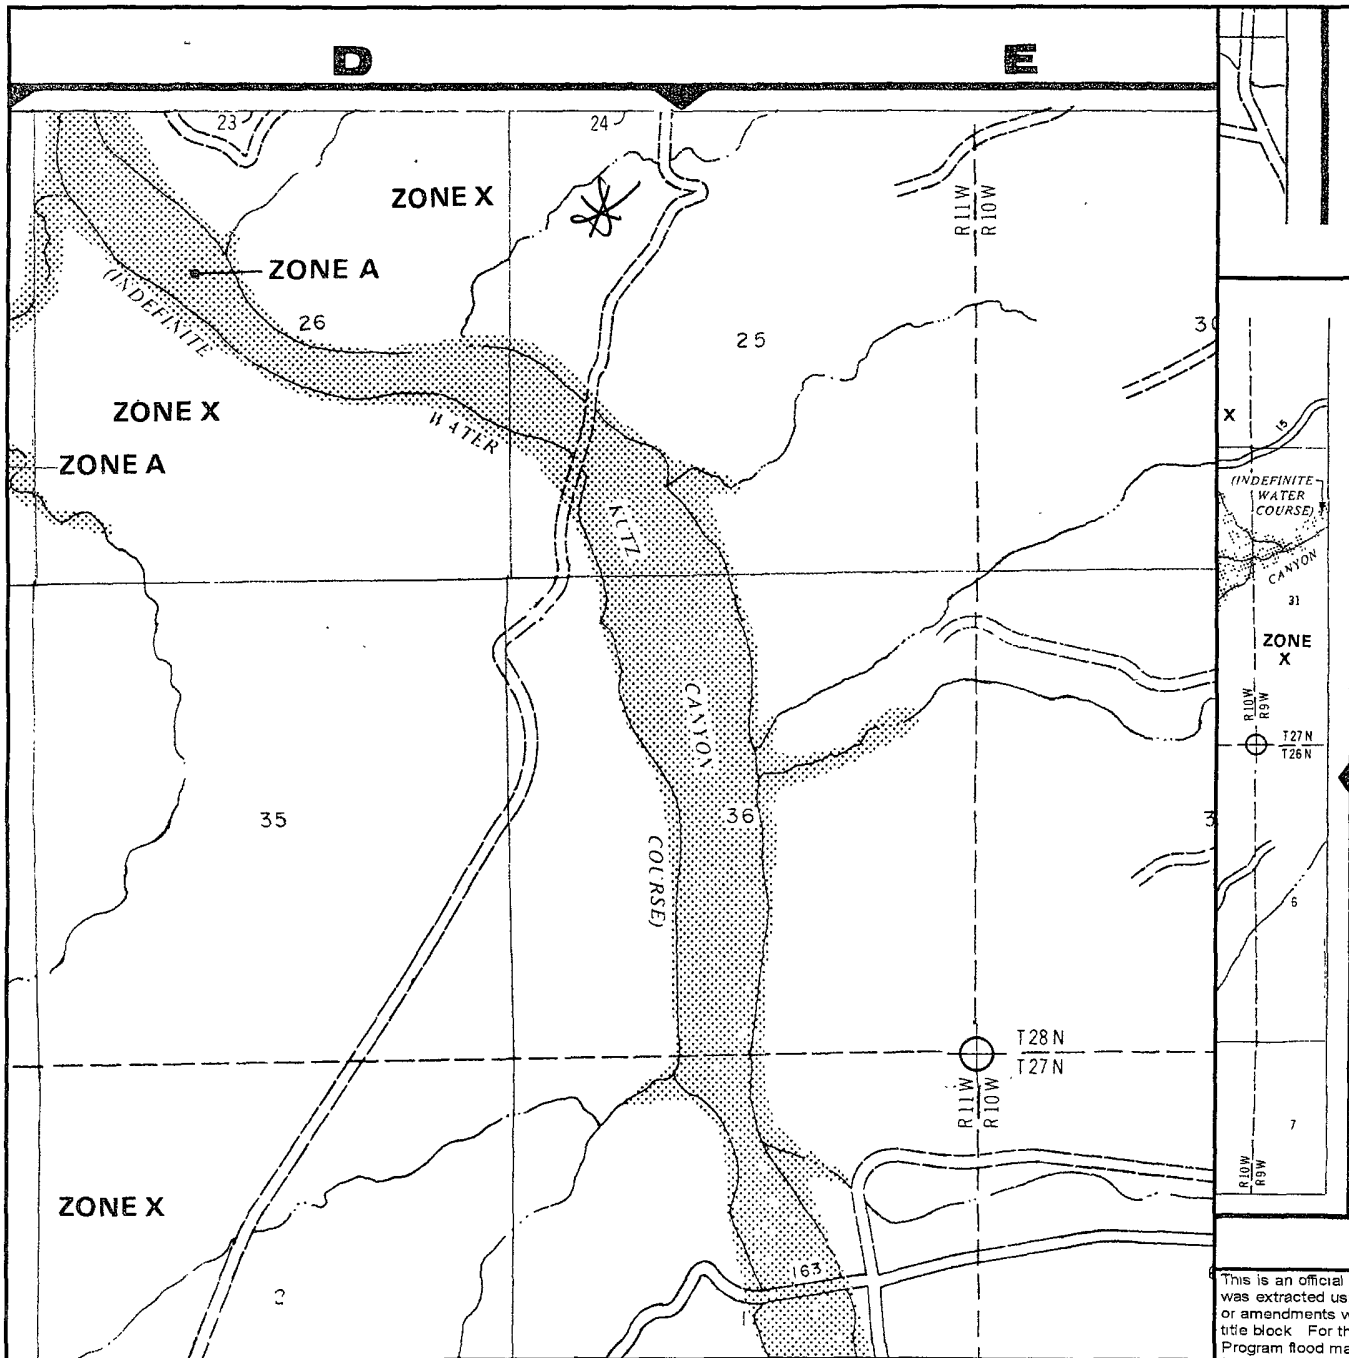 D
E
23
24
ZONE X
R11W
R10W
ZONE A
(INDEFINITE
26
25
ZONE X
WATER
ZONE A
KUTZ
CANYON
35
36
COURSE)
T28N
T27N
R11W
R10W
ZONE X
163
X
15
(INDEFINITE
WATER
COURSE)
CANYON
31
ZONE
X
R10W
R9W
T27N
T26N
6
7
R10W
R9W
This is an official
was extracted us
or amendments w
title block For th
Program flood ma